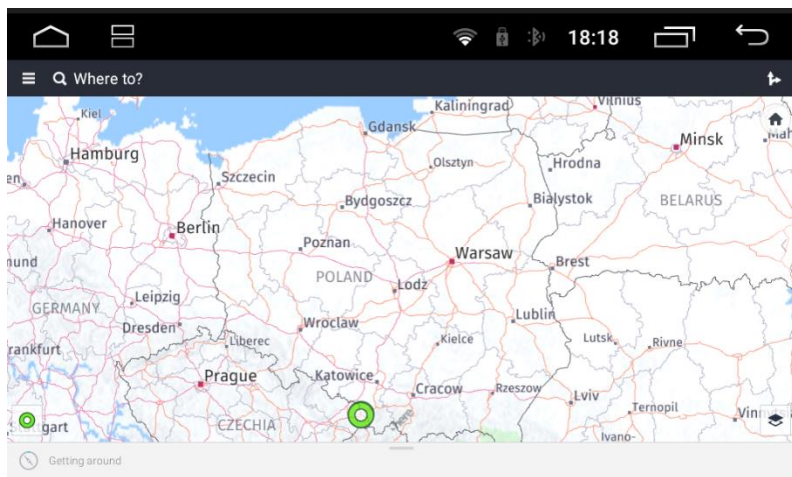 18:18
Where to?
Kiel
Kaliningrad
Vilnius
Gdansk
Minsk
Hamburg
Olsztyn
Hrodna
Szczecin
Bydgoszcz
Bialystok
BELARUS
Hanover
Berlin
Poznan
Warsaw
Brest
POLAND
Lodz
Leipzig
GERMANY
Lublin
Dresden
Wroclaw
Kielce
Lutsk
Rivne
Liberec
Prague
Katowice
Cracow
Rzeszow
Lviv
Ternopil
CZECHIA
Ivano-
Getting around